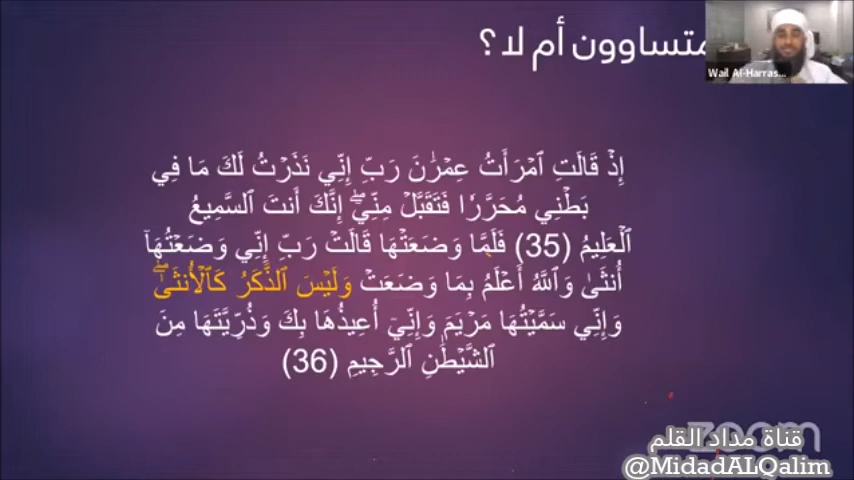 متساوون أم لا؟
Wail Al-Harras...
إِذۡ قَالَتِ ٱمۡرَأَتُ عِمۡرَٰنَ رَبِّ إِنِّي نَذَرۡتُ لَكَ مَا فِي
بَطۡنِي مُحَرَّرٗا فَتَقَبَّلۡ مِنِّيٓۖ إِنَّكَ أَنتَ ٱلسَّمِيعُ
ٱلۡعَلِيمُ (35) فَلَمَّا وَضَعَتۡهَا قَالَتۡ رَبِّ إِنِّي وَضَعۡتُهَآ
أُنثَىٰ وَٱللَّهُ أَعۡلَمُ بِمَا وَضَعَتۡ وَلَيۡسَ ٱلذَّكَرُ كَٱلۡأُنثَىٰۖ
وَإِنِّي سَمَّيۡتُهَا مَرۡيَمَ وَإِنِّيٓ أُعِيذُهَا بِكَ وَذُرِّيَّتَهَا مِنَ
ٱلشَّيۡطَٰنِ ٱلرَّجِيمِ (36)
zoom
قناة مداد القلم
@MidadALQalim